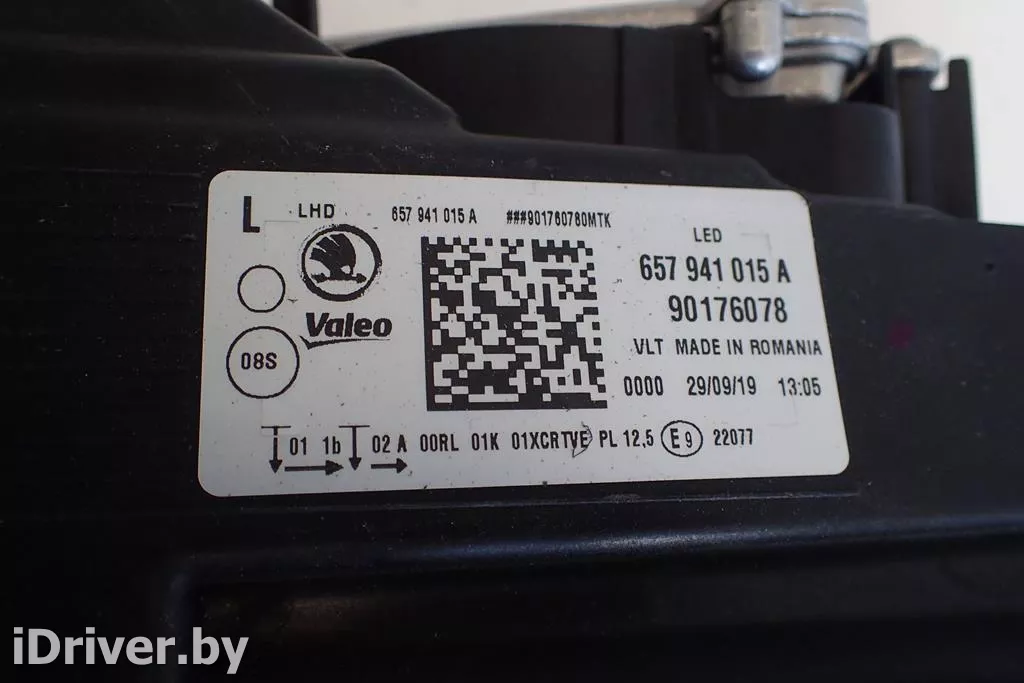 L LHD 657 941 015 A ###901760780MTK
LED
657 941 015 A
90176078
Valeo
VLT MADE IN ROMANIA
08S
0000 29/09/19 13:05
01 1b 02 A 00RL 01K 01XCRTVE PL 12,5 E9 22077
iDriver.by